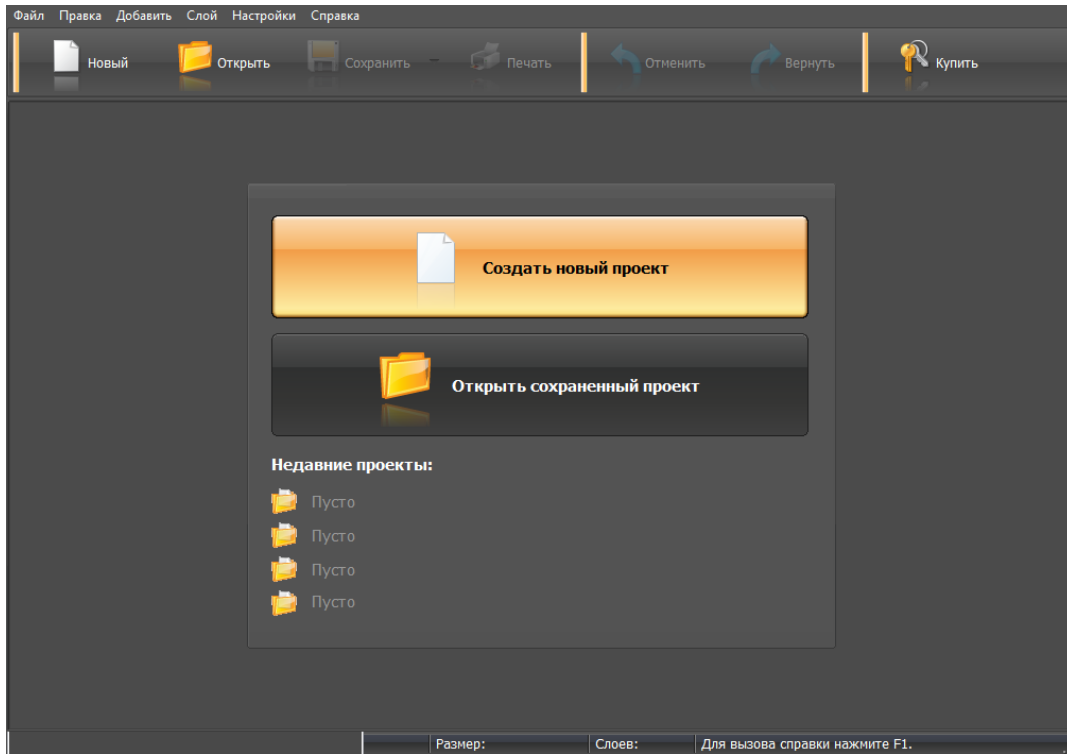 Файл Правка Добавить Слой Настройки Справка
Новый Открыть Сохранить Печать Отменить Вернуть Купить
Создать новый проект
Открыть сохраненный проект
Недавние проекты:
Пусто
Пусто
Пусто
Пусто
Размер: Слоев: Для вызова справки нажмите F1.